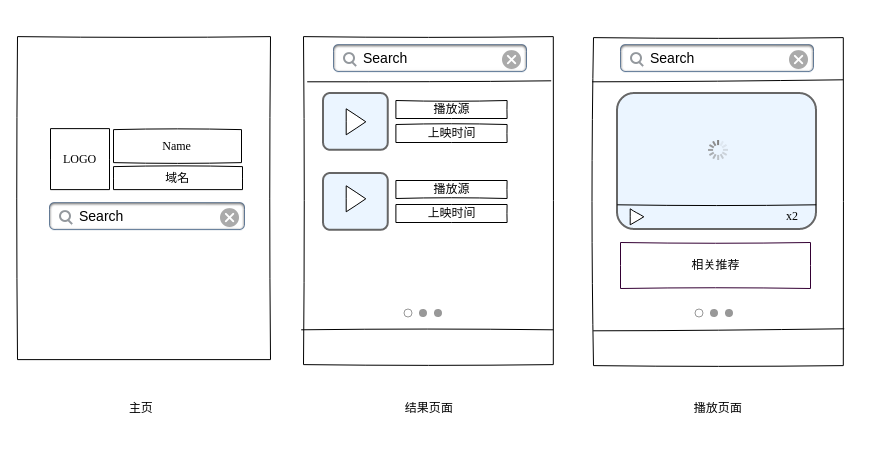 LOGO
Name
域名
Search
主页
Search
播放源
上映时间
播放源
上映时间
结果页面
Search
x2
相关推荐
播放页面